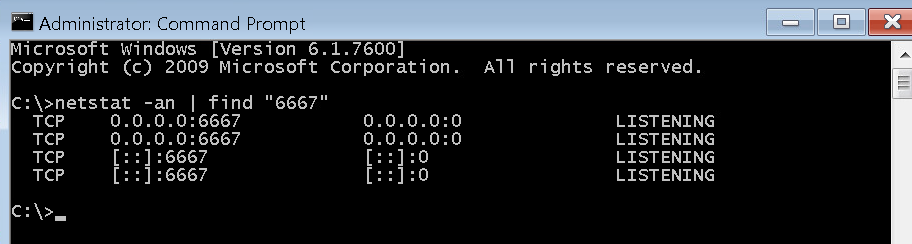 Administrator: Command Prompt
Microsoft Windows [Version 6.1.7600]
Copyright (c) 2009 Microsoft Corporation.  All rights reserved.
C:\>netstat -an | find "6667"
  TCP    0.0.0.0:6667           0.0.0.0:0              LISTENING
  TCP    0.0.0.0:6667           0.0.0.0:0              LISTENING
  TCP    [::]:6667              [::]:0                 LISTENING
  TCP    [::]:6667              [::]:0                 LISTENING
C:\>_